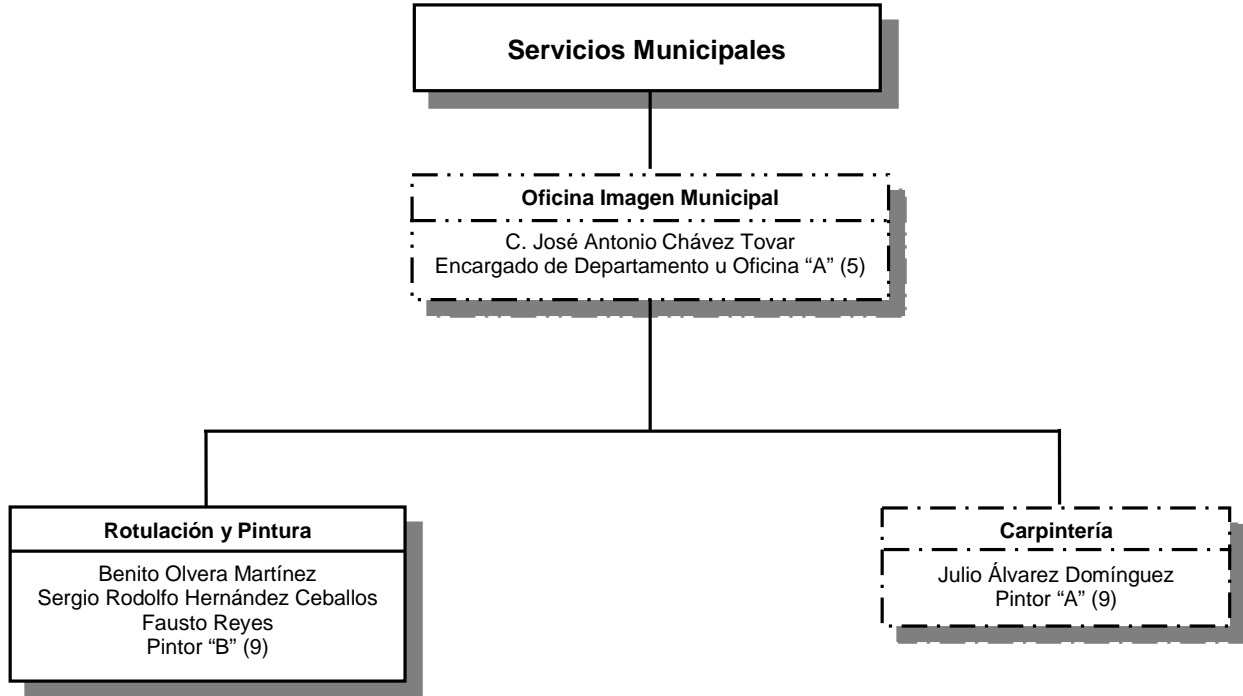 Servicios Municipales
Oficina Imagen Municipal
C. José Antonio Chávez Tovar
Encargado de Departamento u Oficina “A” (5)
Rotulación y Pintura
Benito Olvera Martínez
Sergio Rodolfo Hernández Ceballos
Fausto Reyes
Pintor “B” (9)
Carpintería
Julio Álvarez Domínguez
Pintor “A” (9)